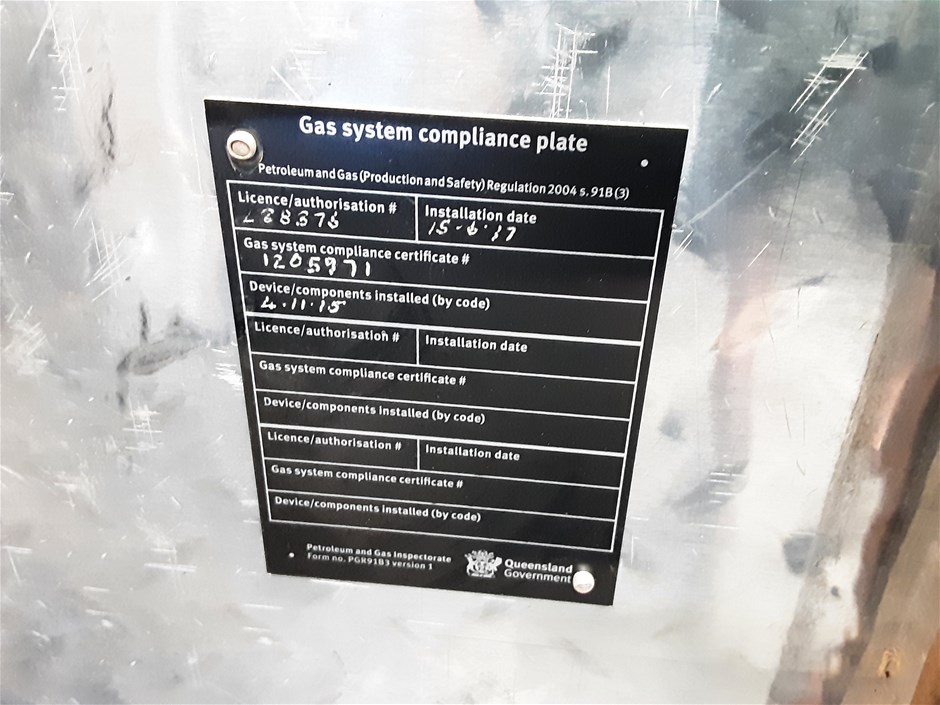 Gas system compliance plate
Petroleum and Gas (Production and Safety) Regulation 2004 s. 91B (3)
Licence/authorisation # Installation date
15·6·17
Gas system compliance certificate #
1205971
Device/components installed (by code)
4·11·15
Licence/authorisation # Installation date
Gas system compliance certificate #
Device/components installed (by code)
Licence/authorisation # Installation date
Gas system compliance certificate #
Device/components installed (by code)
Petroleum and Gas Inspectorate
Form no. PGR91B3 version 1
Queensland
Government